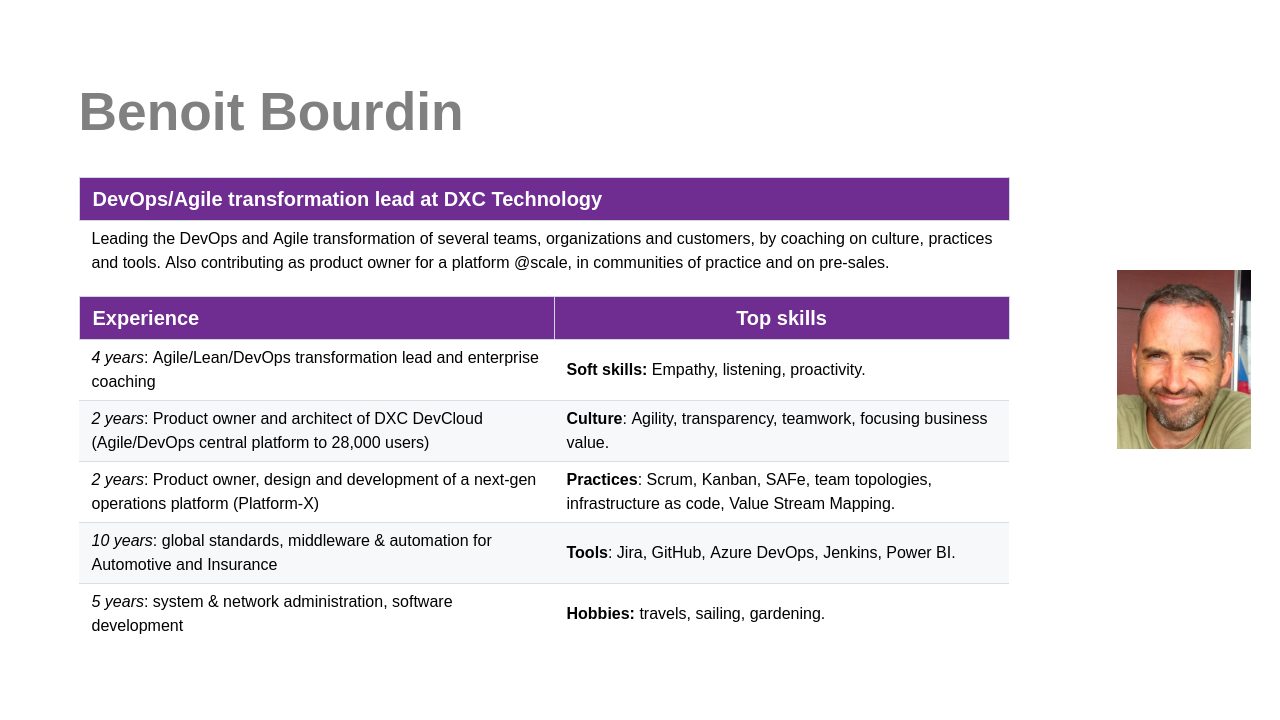 Benoit Bourdin
DevOps/Agile transformation lead at DXC Technology
Leading the DevOps and Agile transformation of several teams, organizations and customers, by coaching on culture, practices
and tools. Also contributing as product owner for a platform @scale, in communities of practice and on pre-sales.
Experience
Top skills
4 years: Agile/Lean/DevOps transformation lead and enterprise
coaching
Soft skills: Empathy, listening, proactivity.
2 years: Product owner and architect of DXC DevCloud
(Agile/DevOps central platform to 28,000 users)
Culture: Agility, transparency, teamwork, focusing business
value.
2 years: Product owner, design and development of a next-gen
operations platform (Platform-X)
Practices: Scrum, Kanban, SAFe, team topologies,
infrastructure as code, Value Stream Mapping.
10 years: global standards, middleware & automation for
Automotive and Insurance
Tools: Jira, GitHub, Azure DevOps, Jenkins, Power BI.
5 years: system & network administration, software
development
Hobbies: travels, sailing, gardening.